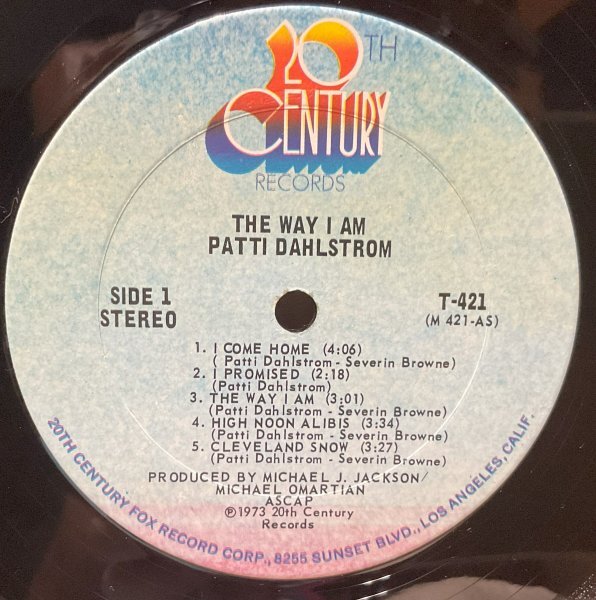 20TH
CENTURY
RECORDS
THE WAY I AM
PATTI DAHLSTROM
SIDE 1
STEREO
T-421
(M 421-AS)
1. I COME HOME (4:06)
( Patti Dahlstrom - Severin Browne)
2. I PROMISED (2:18)
(Patti Dahlstrom)
3. THE WAY I AM (3:01)
(Patti Dahlstrom - Severin Browne)
4. HIGH NOON ALIBIS (3:34)
(Patti Dahlstrom - Severin Browne)
5. CLEVELAND SNOW (3:27)
(Patti Dahlstrom - Severin Browne)
PRODUCED BY MICHAEL J. JACKSON/
MICHAEL OMARTIAN
ASCAP
℗1973 20th Century
Records
20TH CENTURY FOX RECORD CORP., 8255 SUNSET BLVD., LOS ANGELES, CALIF.